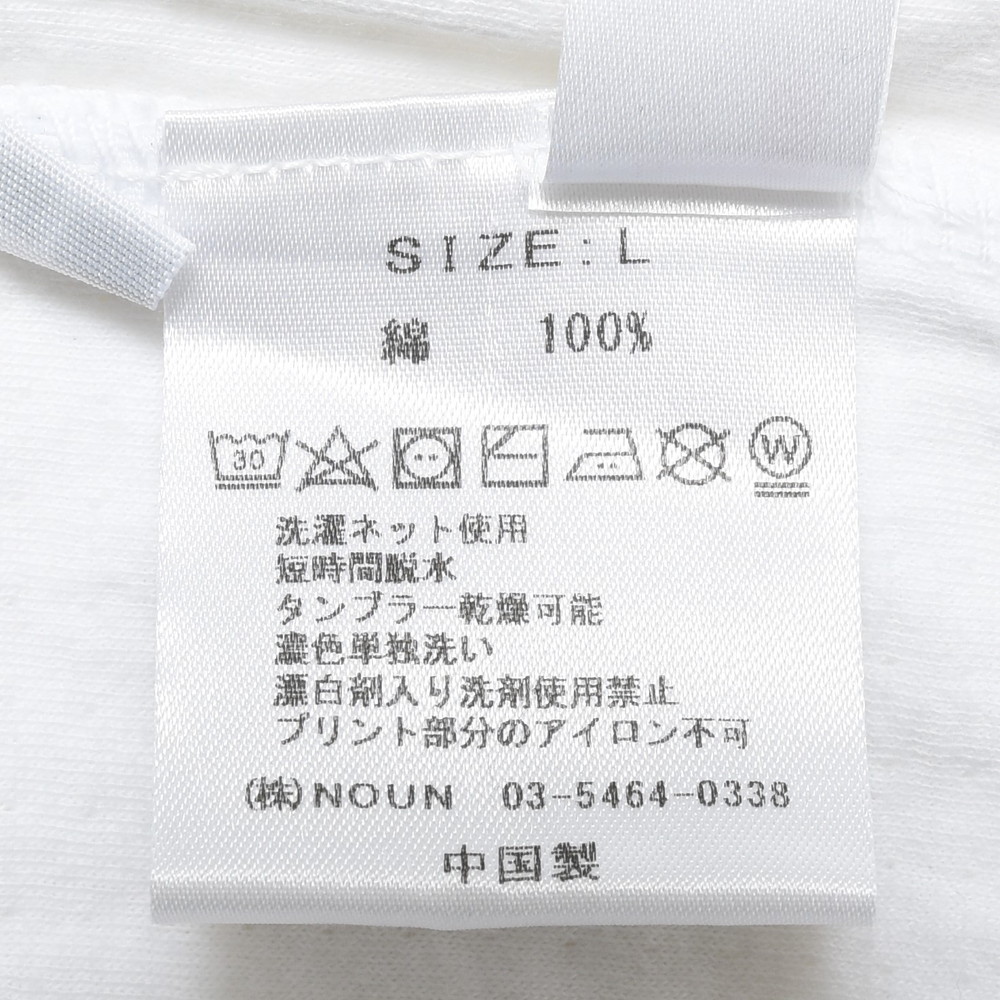 SIZE:L
綿 100%
30 W
洗濯ネット使用
短時間脱水
タンブラー乾燥可能
濃色単独洗い
漂白剤入り洗剤使用禁止
プリント部分のアイロン不可
(株)NOUN 03-5464-0338
中国製